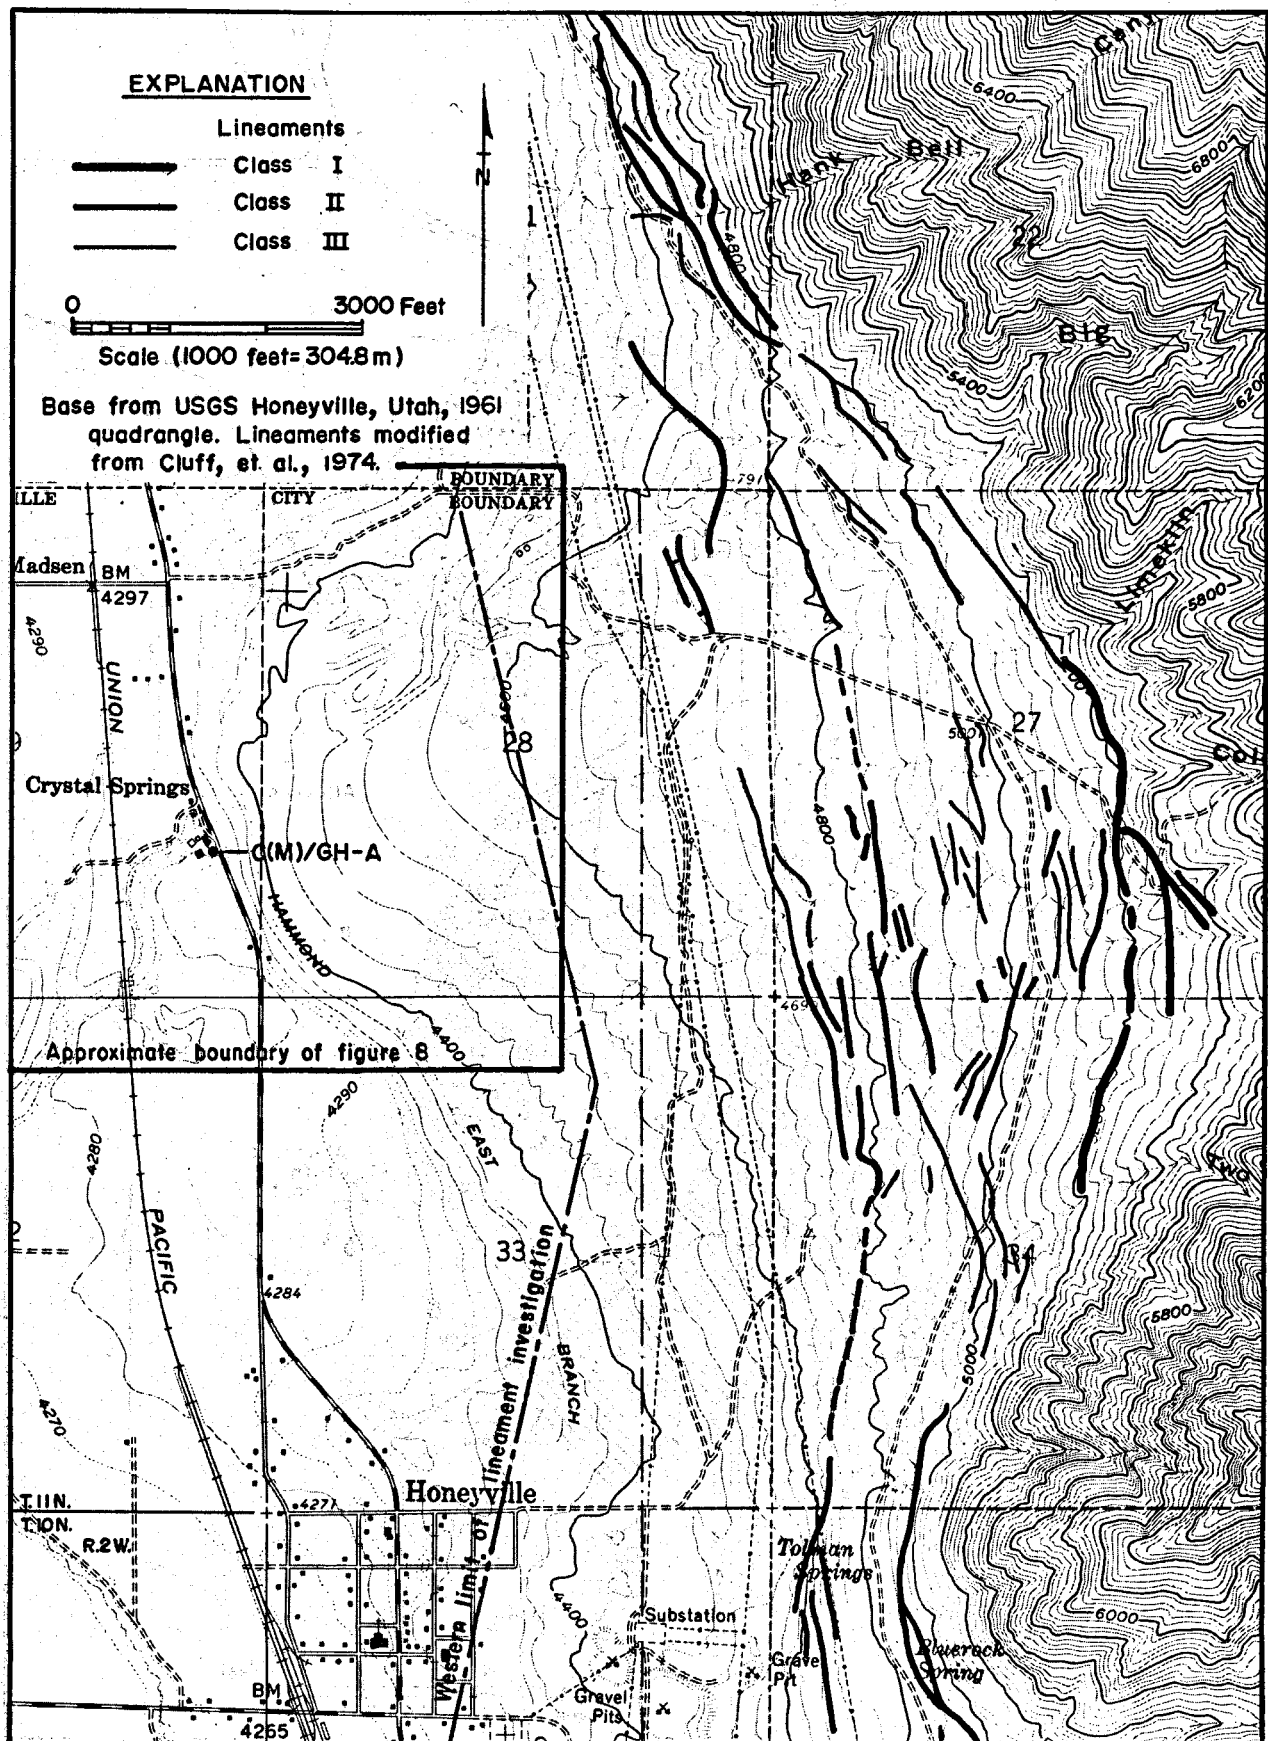 EXPLANATION
Lineaments
Class I
Class II
Class III
N
0 3000 Feet
Scale (1000 feet=304.8m)
Base from USGS Honeyville, Utah, 1961
quadrangle. Lineaments modified
from Cluff, et. al., 1974.
1
6400
Hank Bell
6800
22
4800
Big
5400
BOUNDARY
CITY
BOUNDARY
Madsen
BM
4297
4290
UNION
4600
28
27
5800
4800
Crystal Springs
C(M)/GH-A
HAMMOND
Approximate boundary of figure 8
4400
4290
EAST
4280
PACIFIC
33
34
Two
4284
5800
5000
BRANCH
Western limit of lineament investigation
4270
Honeyville
T.11N.
T.10N.
R.2W.
4271
Tolman
Springs
4400
Substation
6000
Bluerock
Spring
Gravel
Pit
Gravel
Pits
BM
4265